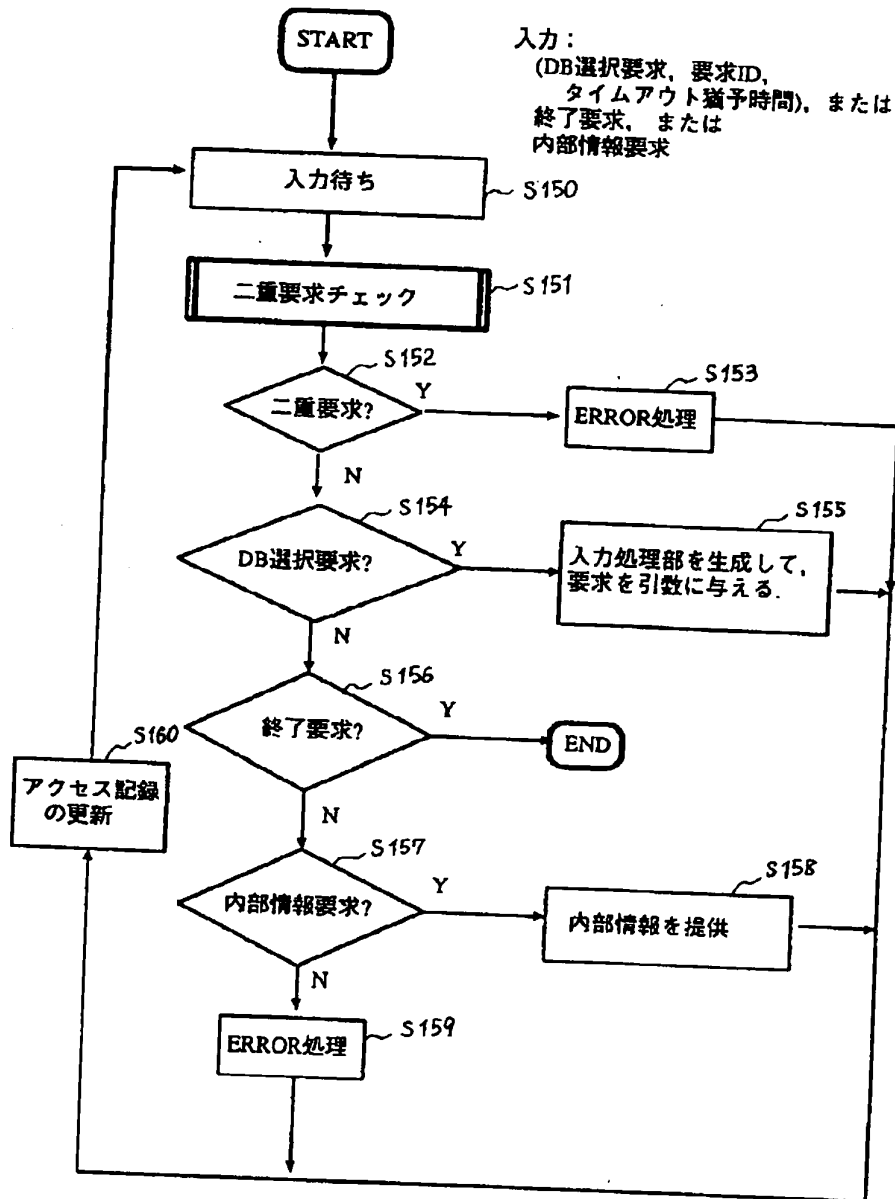 START
入力：
(DB選択要求, 要求ID,
タイムアウト猶予時間), または
終了要求, または
内部情報要求
入力待ち
S150
二重要求チェック
S151
S152
二重要求?
Y
N
S153
ERROR処理
S154
DB選択要求?
Y
N
S155
入力処理部を生成して,
要求を引数に与える.
S156
終了要求?
Y
N
END
S160
アクセス記録
の更新
S157
内部情報要求?
Y
N
S158
内部情報を提供
S159
ERROR処理